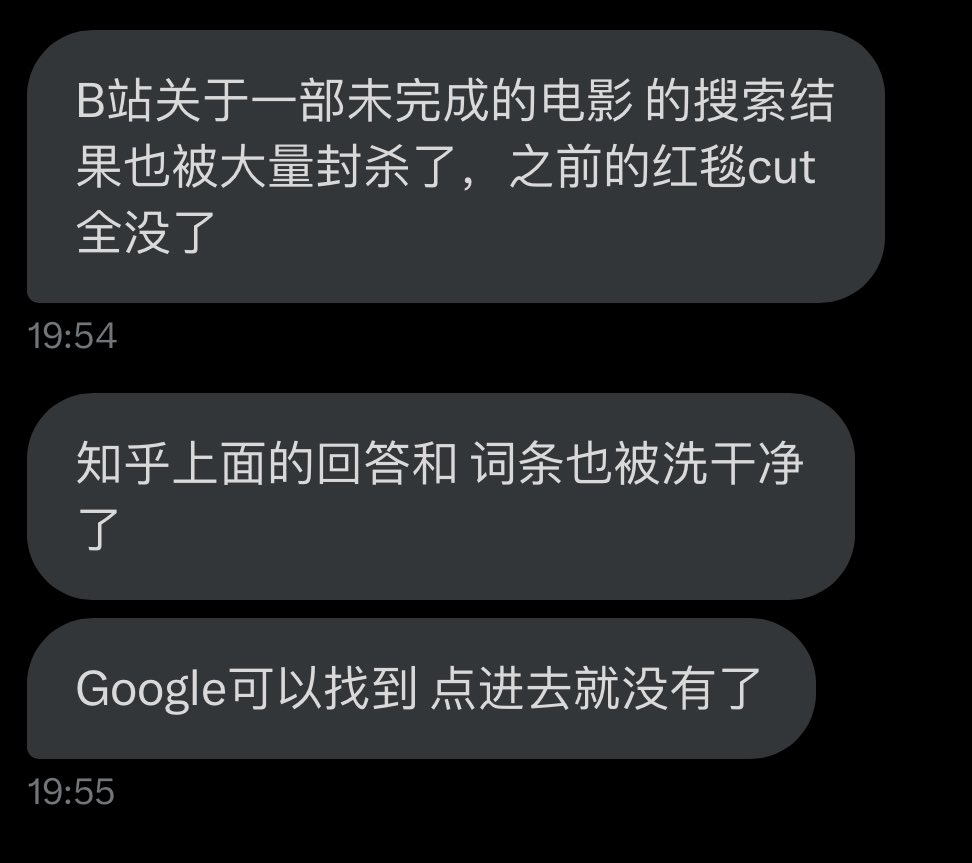 B站关于一部未完成的电影 的搜索结
果也被大量封杀了，之前的红毯cut
全没了
19:54
知乎上面的回答和 词条也被洗干净
了
Google可以找到 点进去就没有了
19:55